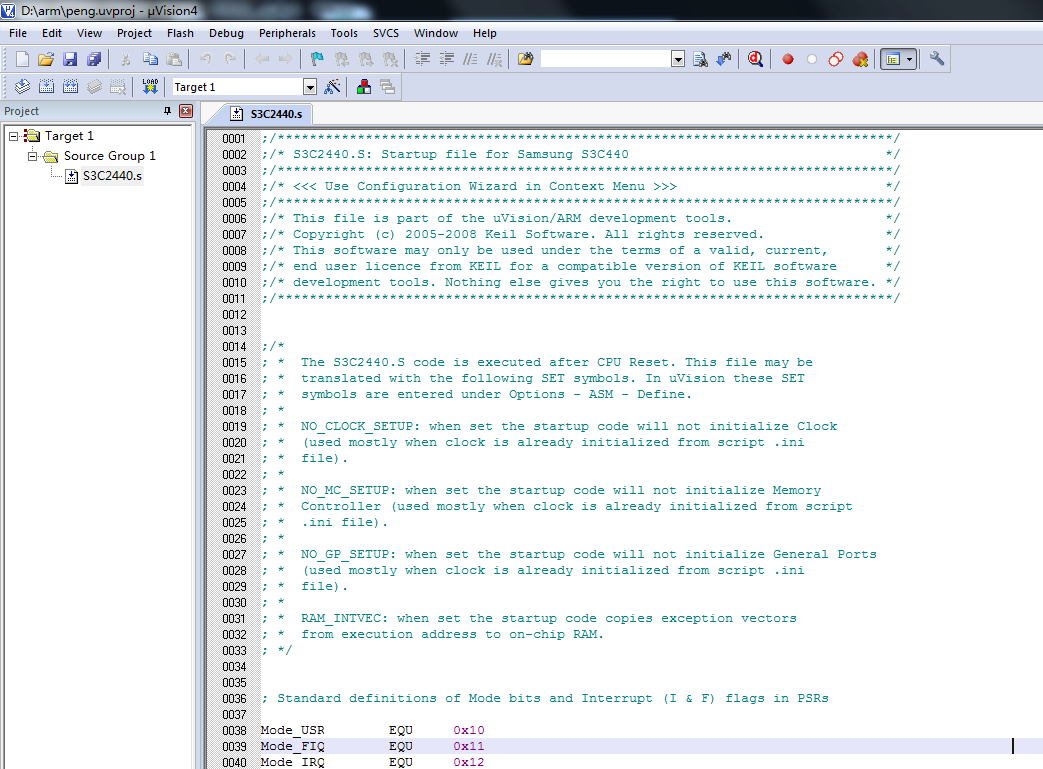 D:\arm\peng.uvproj - µVision4
File Edit View Project Flash Debug Peripherals Tools SVCS Window Help
LOAD Target 1
Project
S3C2440.s
Target 1
Source Group 1
S3C2440.s
0001 ;/*****************************************************************************/
0002 ;/* S3C2440.S: Startup file for Samsung S3C440 */
0003 ;/*****************************************************************************/
0004 ;/* <<< Use Configuration Wizard in Context Menu >>> */
0005 ;/*****************************************************************************/
0006 ;/* This file is part of the uVision/ARM development tools. */
0007 ;/* Copyright (c) 2005-2008 Keil Software. All rights reserved. */
0008 ;/* This software may only be used under the terms of a valid, current, */
0009 ;/* end user licence from KEIL for a compatible version of KEIL software */
0010 ;/* development tools. Nothing else gives you the right to use this software. */
0011 ;/*****************************************************************************/
0012
0013
0014 ;/*
0015 ; * The S3C2440.S code is executed after CPU Reset. This file may be
0016 ; * translated with the following SET symbols. In uVision these SET
0017 ; * symbols are entered under Options - ASM - Define.
0018 ; *
0019 ; * NO_CLOCK_SETUP: when set the startup code will not initialize Clock
0020 ; * (used mostly when clock is already initialized from script .ini
0021 ; * file).
0022 ; *
0023 ; * NO_MC_SETUP: when set the startup code will not initialize Memory
0024 ; * Controller (used mostly when clock is already initialized from script
0025 ; * .ini file).
0026 ; *
0027 ; * NO_GP_SETUP: when set the startup code will not initialize General Ports
0028 ; * (used mostly when clock is already initialized from script .ini
0029 ; * file).
0030 ; *
0031 ; * RAM_INTVEC: when set the startup code copies exception vectors
0032 ; * from execution address to on-chip RAM.
0033 ; */
0034
0035
0036 ; Standard definitions of Mode bits and Interrupt (I & F) flags in PSRs
0037
0038 Mode_USR EQU 0x10
0039 Mode_FIQ EQU 0x11
0040 Mode_IRQ EQU 0x12